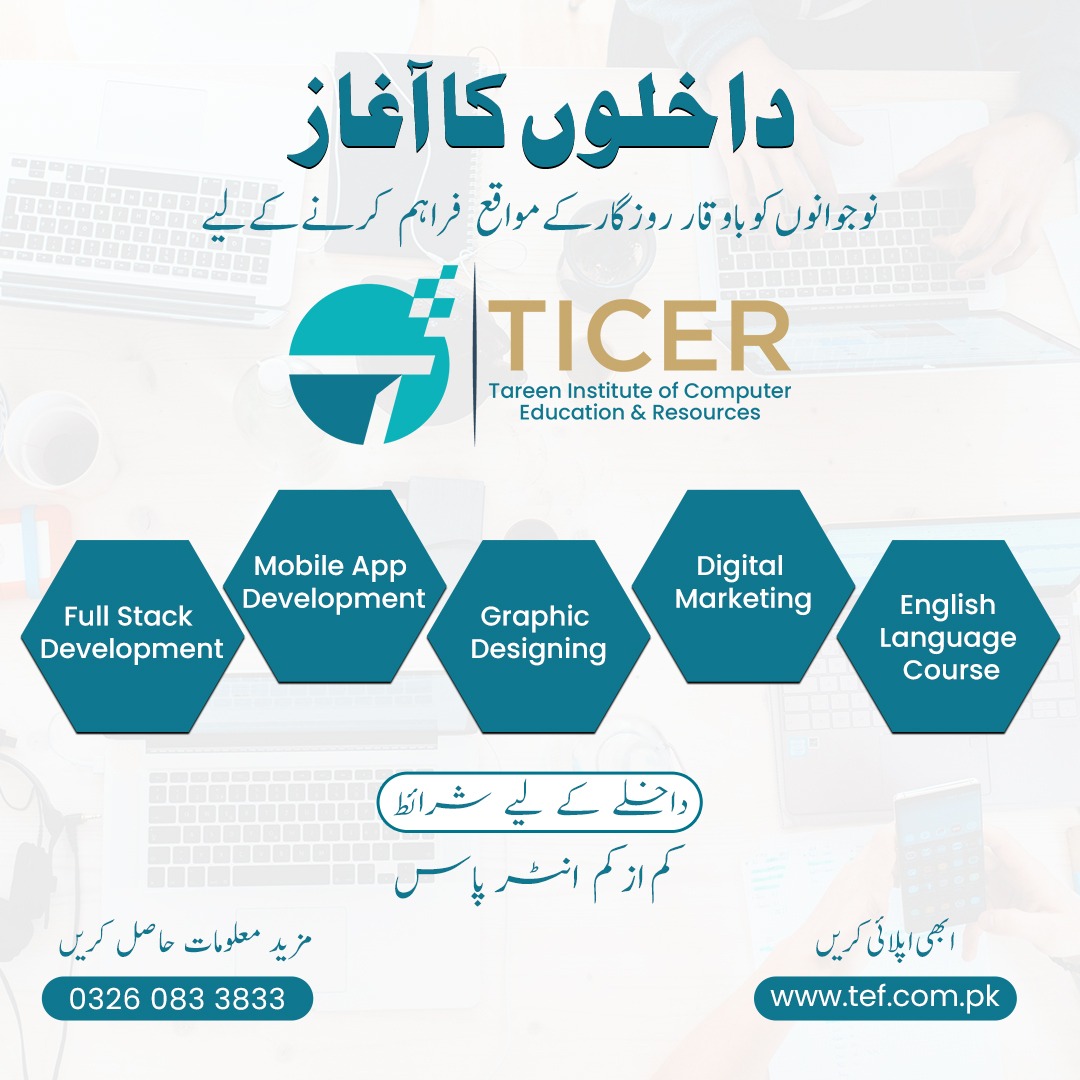 داخلوں کا آغاز
نوجوانوں کو باوقار روزگار کے مواقع فراہم کرنے کے لیے
TICER
Tareen Institute of Computer
Education & Resources
Full Stack
Development
Mobile App
Development
Graphic
Designing
Digital
Marketing
English
Language
Course
داخلے کے لیے شرائط
کم از کم انٹر پاس
ابھی اپلائی کریں
www.tef.com.pk
مزید معلومات حاصل کریں
0326 083 3833